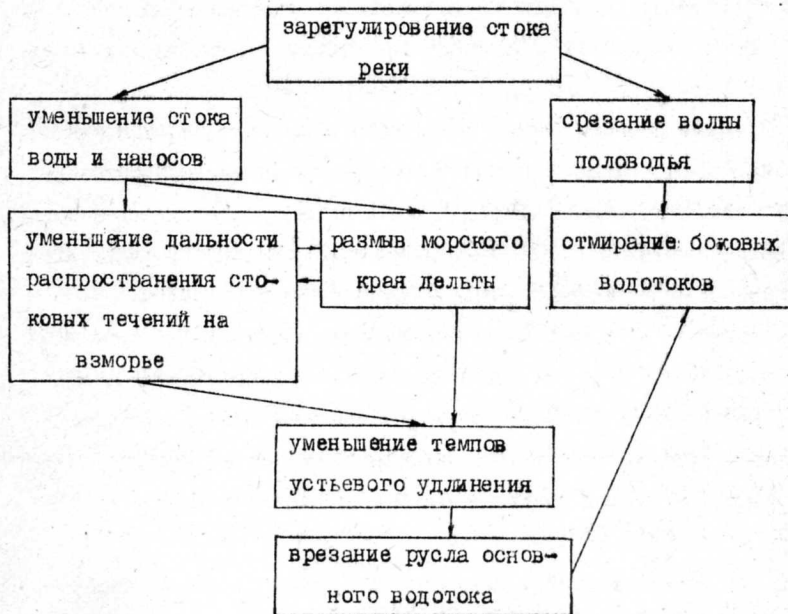 зарегулирование стока
реки
уменьшение стока
воды и наносов
срезание волны
половодья
уменьшение дальности
распространения сто-
ковых течений на
взморье
размыв морского
края дельты
отмирание боковых
водотоков
уменьшение темпов
устьевого удлинения
врезание русла основ-
ного водотока